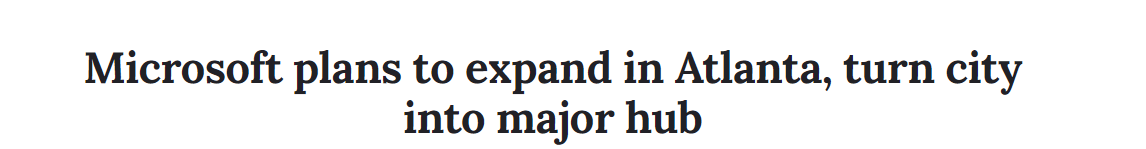 Microsoft plans to expand in Atlanta, turn city
into major hub